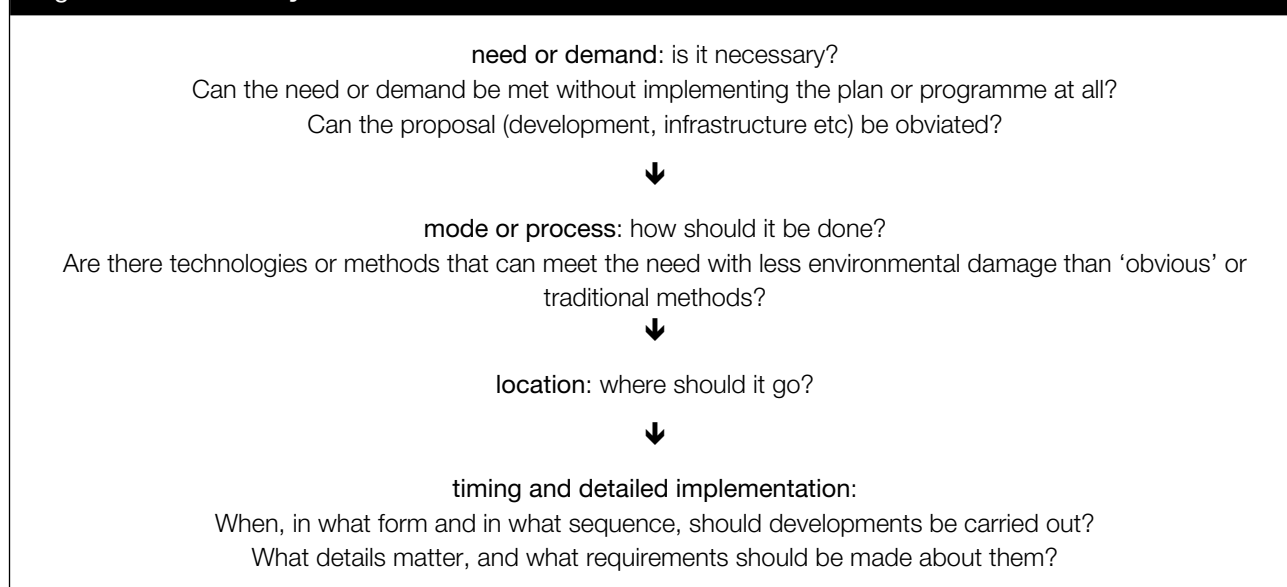 need or demand: is it necessary?
Can the need or demand be met without implementing the plan or programme at all?
Can the proposal (development, infrastructure etc) be obviated?
mode or process: how should it be done?
Are there technologies or methods that can meet the need with less environmental damage than ‘obvious’ or
traditional methods?
location: where should it go?
timing and detailed implementation:
When, in what form and in what sequence, should developments be carried out?
What details matter, and what requirements should be made about them?